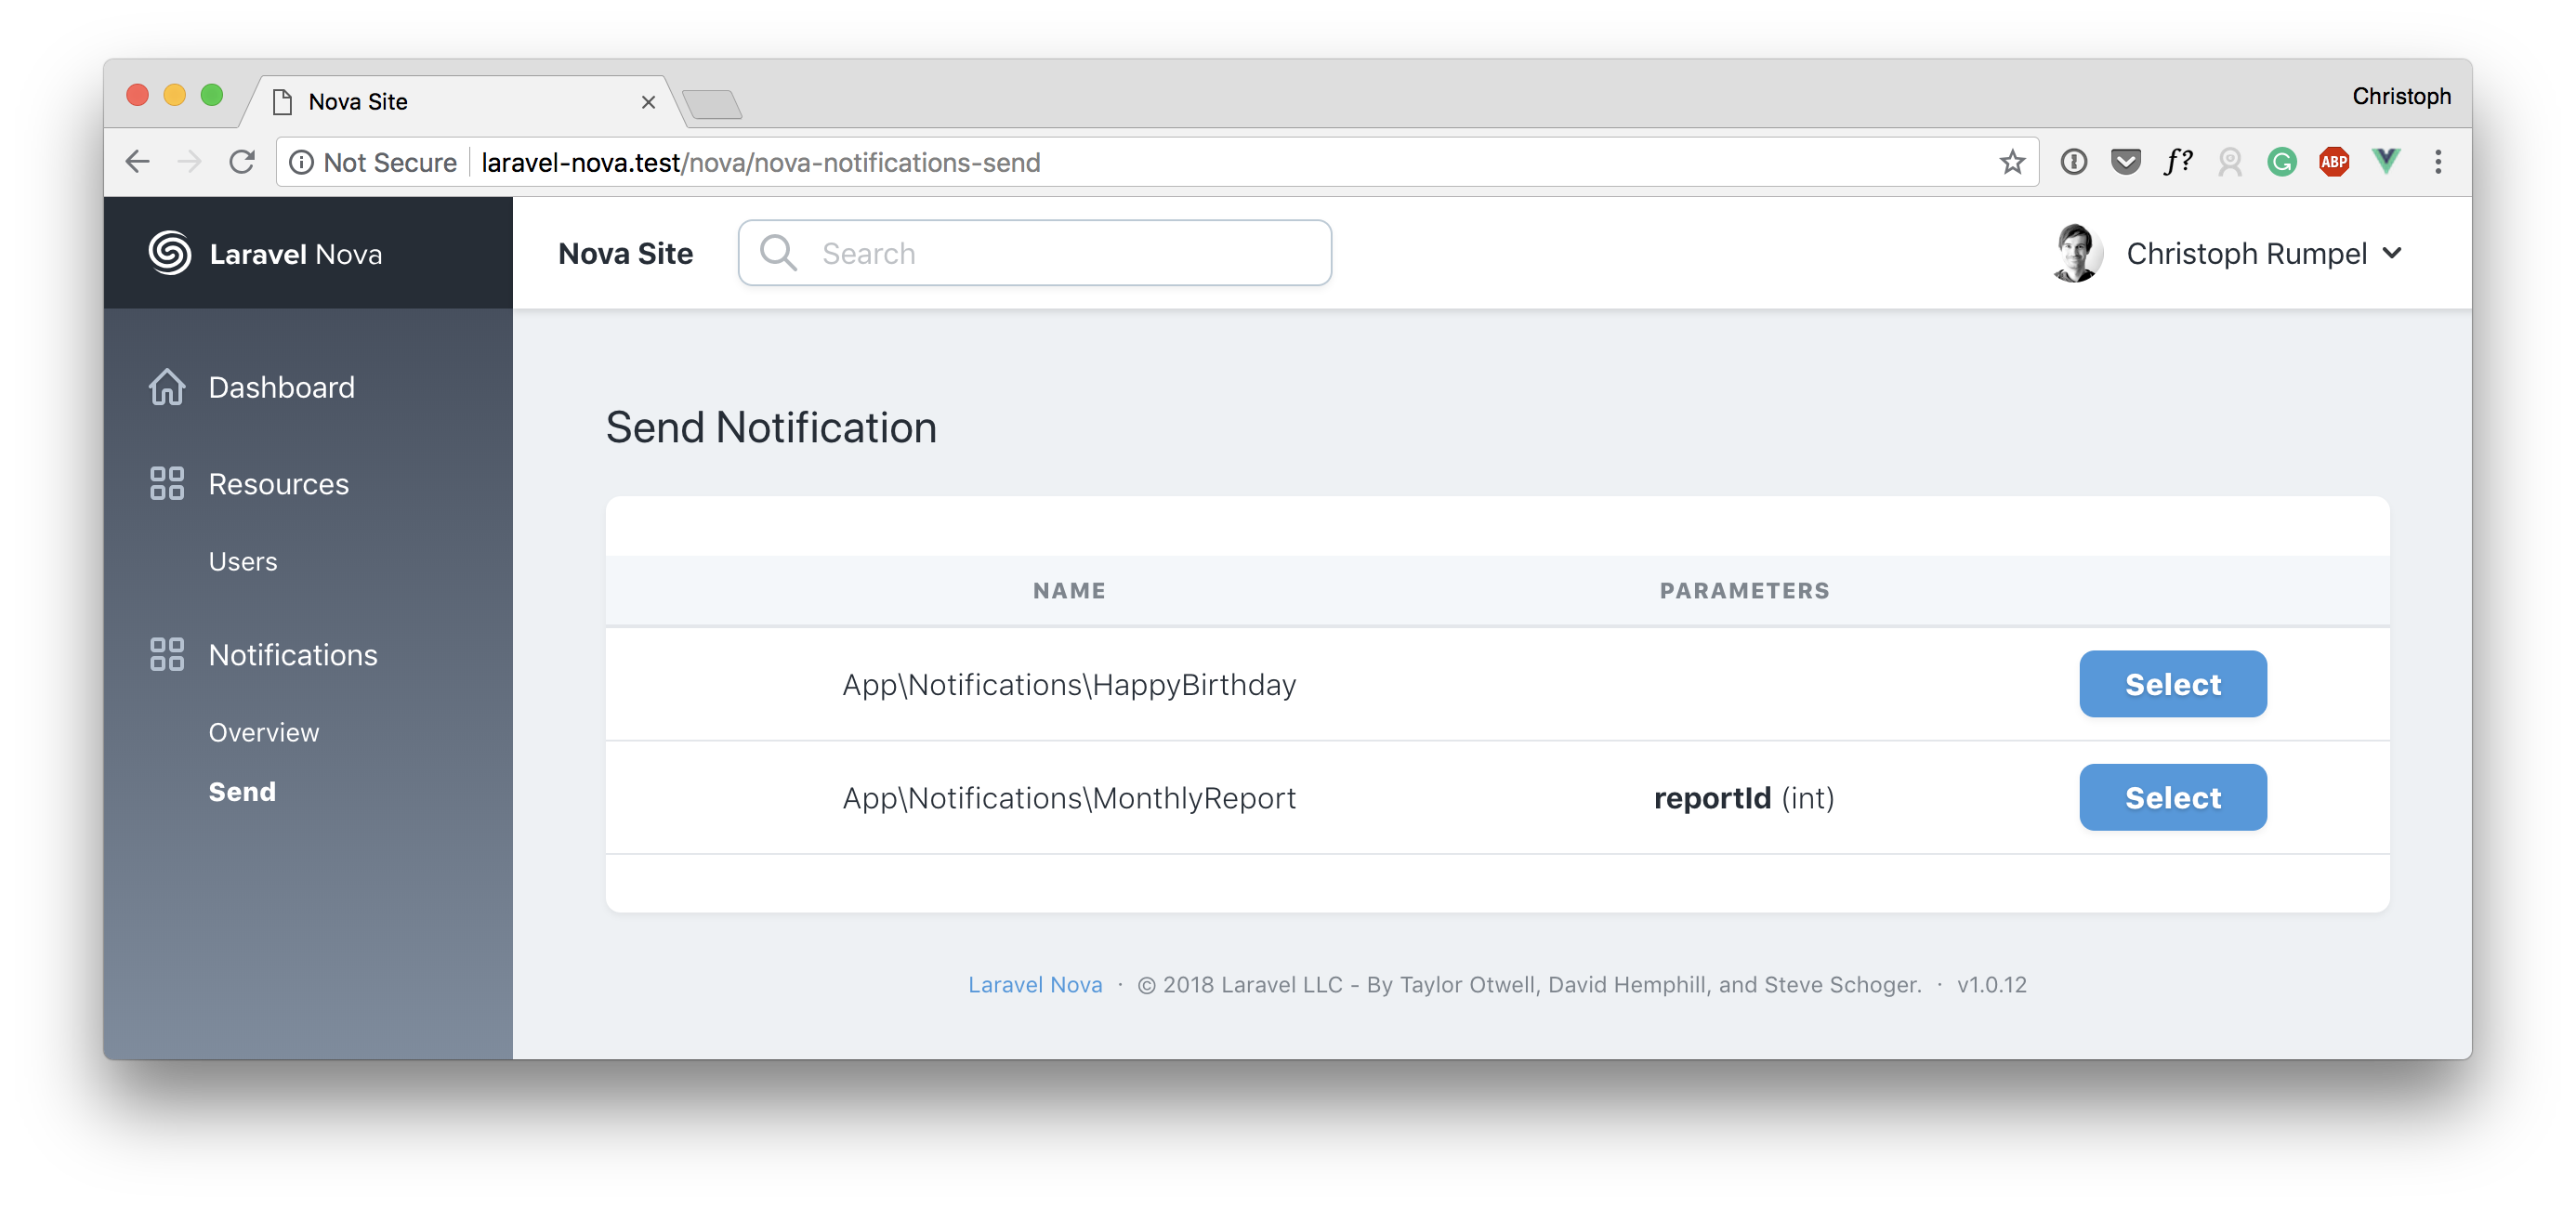 Nova Site
Christoph
Not Secure laravel-nova.test/nova/nova-notifications-send
f?
ABP
Laravel Nova
Nova Site
Search
Christoph Rumpel
Dashboard
Resources
Users
Notifications
Overview
Send
Send Notification
NAME PARAMETERS
App\Notifications\HappyBirthday Select
App\Notifications\MonthlyReport reportId (int) Select
Laravel Nova · © 2018 Laravel LLC - By Taylor Otwell, David Hemphill, and Steve Schoger. · v1.0.12